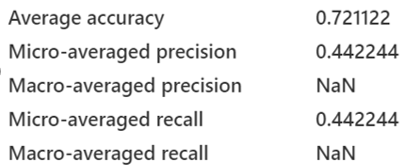 Average accuracy 0.721122
Micro-averaged precision 0.442244
Macro-averaged precision NaN
Micro-averaged recall 0.442244
Macro-averaged recall NaN